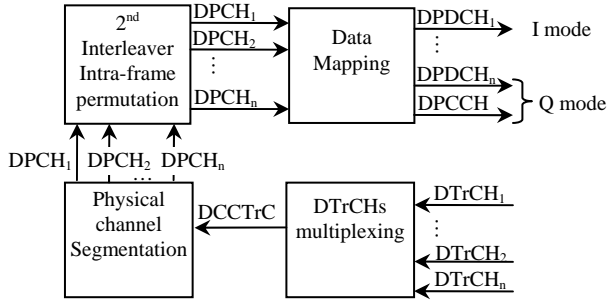 2nd
Interleaver
Intra-frame
permutation
DPCH1
DPCH2
⋮
DPCHn
Data
Mapping
DPDCH1
⋮
DPDCHn
DPCCH
I mode
Q mode
DPCH1
DPCH2
...
DPCHn
Physical
channel
Segmentation
DCCTrC
DTrCHs
multiplexing
DTrCH1
⋮
DTrCH2
DTrCHn